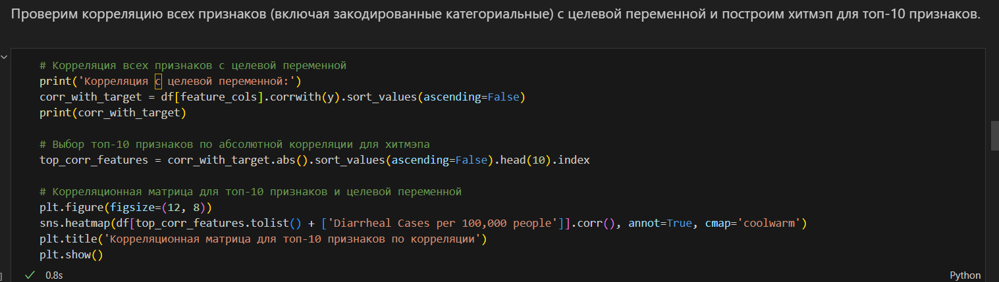 Проверим корреляцию всех признаков (включая закодированные категориальные) с целевой переменной и построим хитмэп для топ-10 признаков.
# Корреляция всех признаков с целевой переменной
print('Корреляция с целевой переменной:')
corr_with_target = df[feature_cols].corrwith(y).sort_values(ascending=False)
print(corr_with_target)
# Выбор топ-10 признаков по абсолютной корреляции для хитмэпа
top_corr_features = corr_with_target.abs().sort_values(ascending=False).head(10).index
# Корреляционная матрица для топ-10 признаков и целевой переменной
plt.figure(figsize=(12, 8))
sns.heatmap(df[top_corr_features.tolist() + ['Diarrheal Cases per 100,000 people']].corr(), annot=True, cmap='coolwarm')
plt.title('Корреляционная матрица для топ-10 признаков по корреляции')
plt.show()
] 0.8s Python